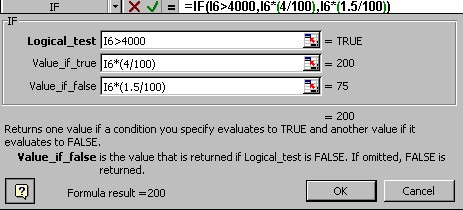 IF = =IF(I6>4000,I6*(4/100),I6*(1.5/100))
IF
Logical_test I6>4000 = TRUE
Value_if_true I6*(4/100) = 200
Value_if_false I6*(1.5/100) = 75
= 200
Returns one value if a condition you specify evaluates to TRUE and another value if it
evaluates to FALSE.
Value_if_false is the value that is returned if Logical_test is FALSE. If omitted, FALSE is
returned.
Formula result =200 OK Cancel